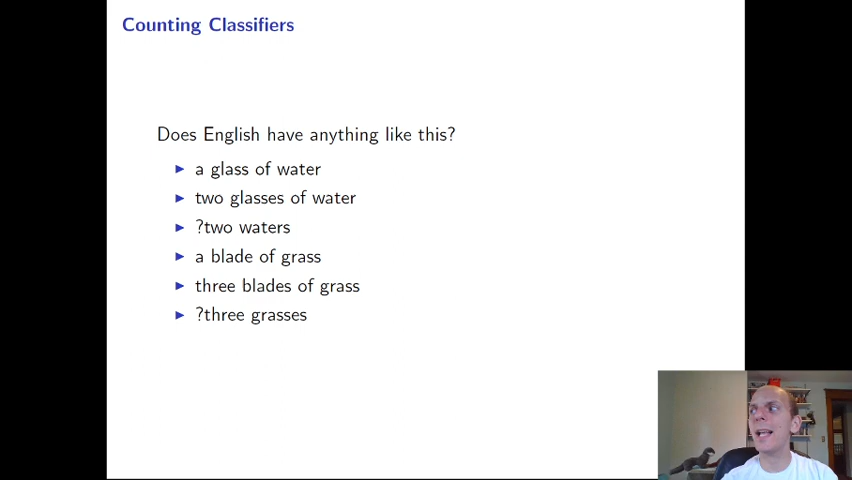 Counting Classifiers
Does English have anything like this?
▶ a glass of water
▶ two glasses of water
▶ ?two waters
▶ a blade of grass
▶ three blades of grass
▶ ?three grasses